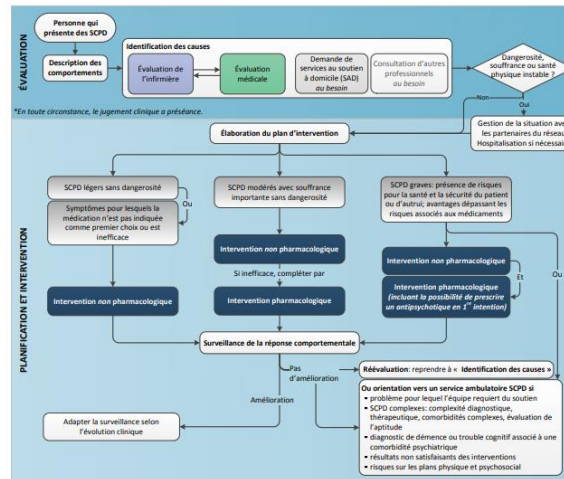 ÉVALUATION
Personne qui
présente des SCPD
Description des
comportements
Identification des causes
Évaluation de
l'infirmière
Évaluation
médicale
Demande de
services au soutien
à domicile (SAD)
au besoin
Consultation d'autres
professionnels
au besoin
Dangerosité,
souffrance ou santé
physique instable ?
Non
Oui
*En toute circonstance, le jugement clinique a préséance.
Gestion de la situation avec
les partenaires du réseau
Hospitalisation si nécessaire
PLANIFICATION ET INTERVENTION
Élaboration du plan d'intervention
SCPD légers sans dangerosité
Ou
Symptômes pour lesquels la
médication n'est pas indiquée
comme premier choix ou est
inefficace
Intervention non pharmacologique
SCPD modérés avec souffrance
importante sans dangerosité
Intervention non pharmacologique
Si inefficace, compléter par
Intervention pharmacologique
SCPD graves: présence de risques
pour la santé et la sécurité du patient
ou d'autrui; avantages dépassant les
risques associés aux médicaments
Intervention non pharmacologique
Et
Intervention pharmacologique
(incluant la possibilité de prescrire
un antipsychotique en 1re intention)
Ou
Surveillance de la réponse comportementale
Pas
d'amélioration
Amélioration
Réévaluation: reprendre à « Identification des causes »
Adapter la surveillance selon
l'évolution clinique
Ou orientation vers un service ambulatoire SCPD si
• problème pour lequel l'équipe requiert du soutien
• SCPD complexes: complexité diagnostique,
thérapeutique, comorbidités complexes, évaluation de
l'aptitude
• diagnostic de démence ou trouble cognitif associé à une
comorbidité psychiatrique
• résultats non satisfaisants des interventions
• risques sur les plans physique et psychosocial